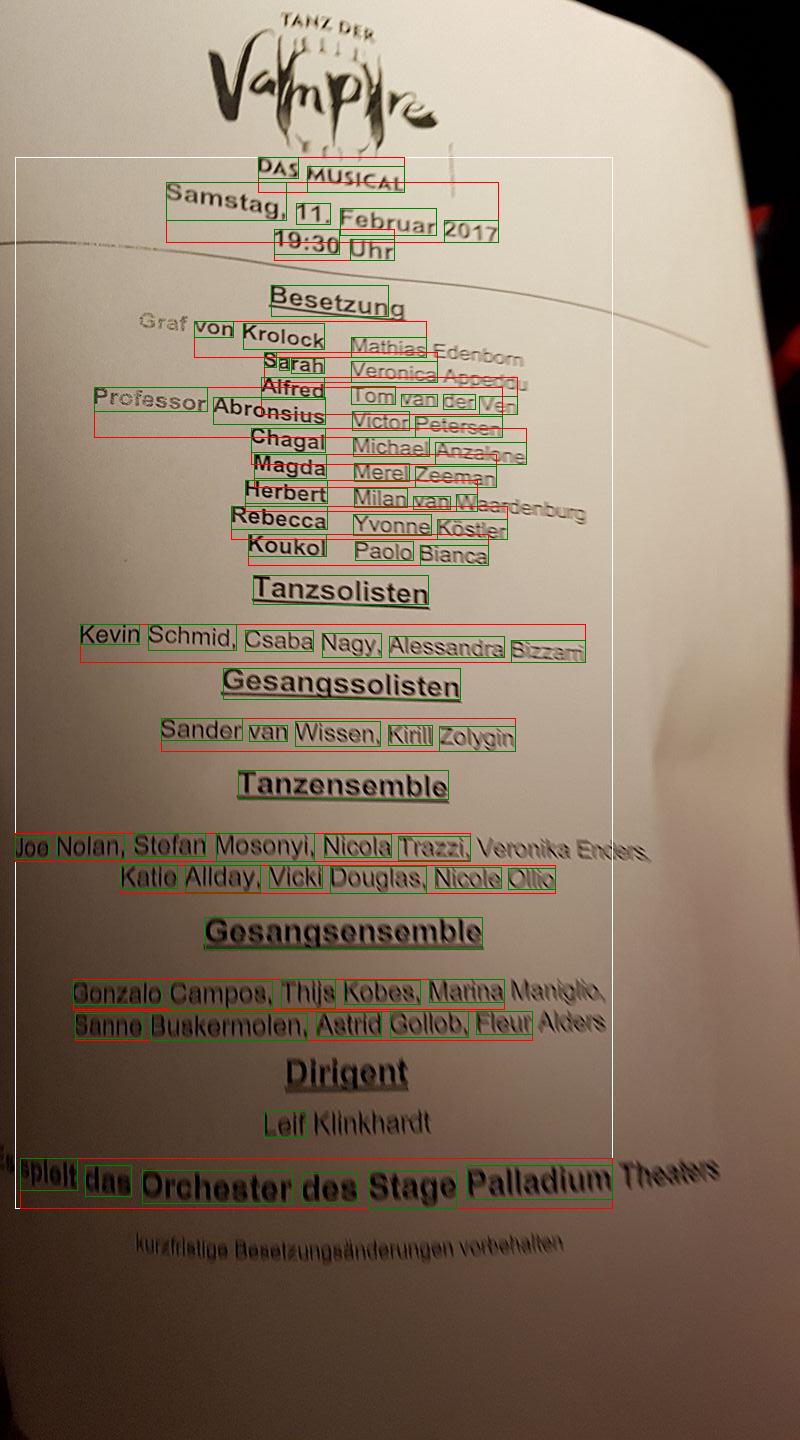 TANZ DER
Vampire
DAS MUSICAL
Samstag, 11. Februar 2017
19:30 Uhr
Besetzung
Graf von Krolock Mathias Edenborn
Sarah Veronica Appeddu
Alfred Tom van der Ven
Professor Abronsius Victor Petersen
Chagal Michael Anzalone
Magda Merel Zeeman
Herbert Milan van Waardenburg
Rebecca Yvonne Köstler
Koukol Paolo Bianca
Tanzsolisten
Kevin Schmid, Csaba Nagy, Alessandra Bizzarri
Gesangssolisten
Sander van Wissen, Kirill Zolygin
Tanzensemble
Joe Nolan, Stefan Mosonyi, Nicola Trazzi, Veronika Enders,
Katie Allday, Vicki Douglas, Nicole Ollio
Gesangsensemble
Gonzalo Campos, Thijs Kobes, Marina Maniglio,
Sanne Buskermolen, Astrid Gollob, Fleur Alders
Dirigent
Leif Klinkhardt
spielt das Orchester des Stage Palladium Theaters
kurzfristige Besetzungsänderungen vorbehalten